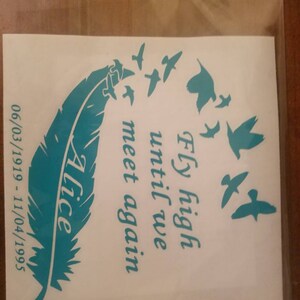 Alice
Fly high
until we
meet again
06/03/1919 - 11/04/1995